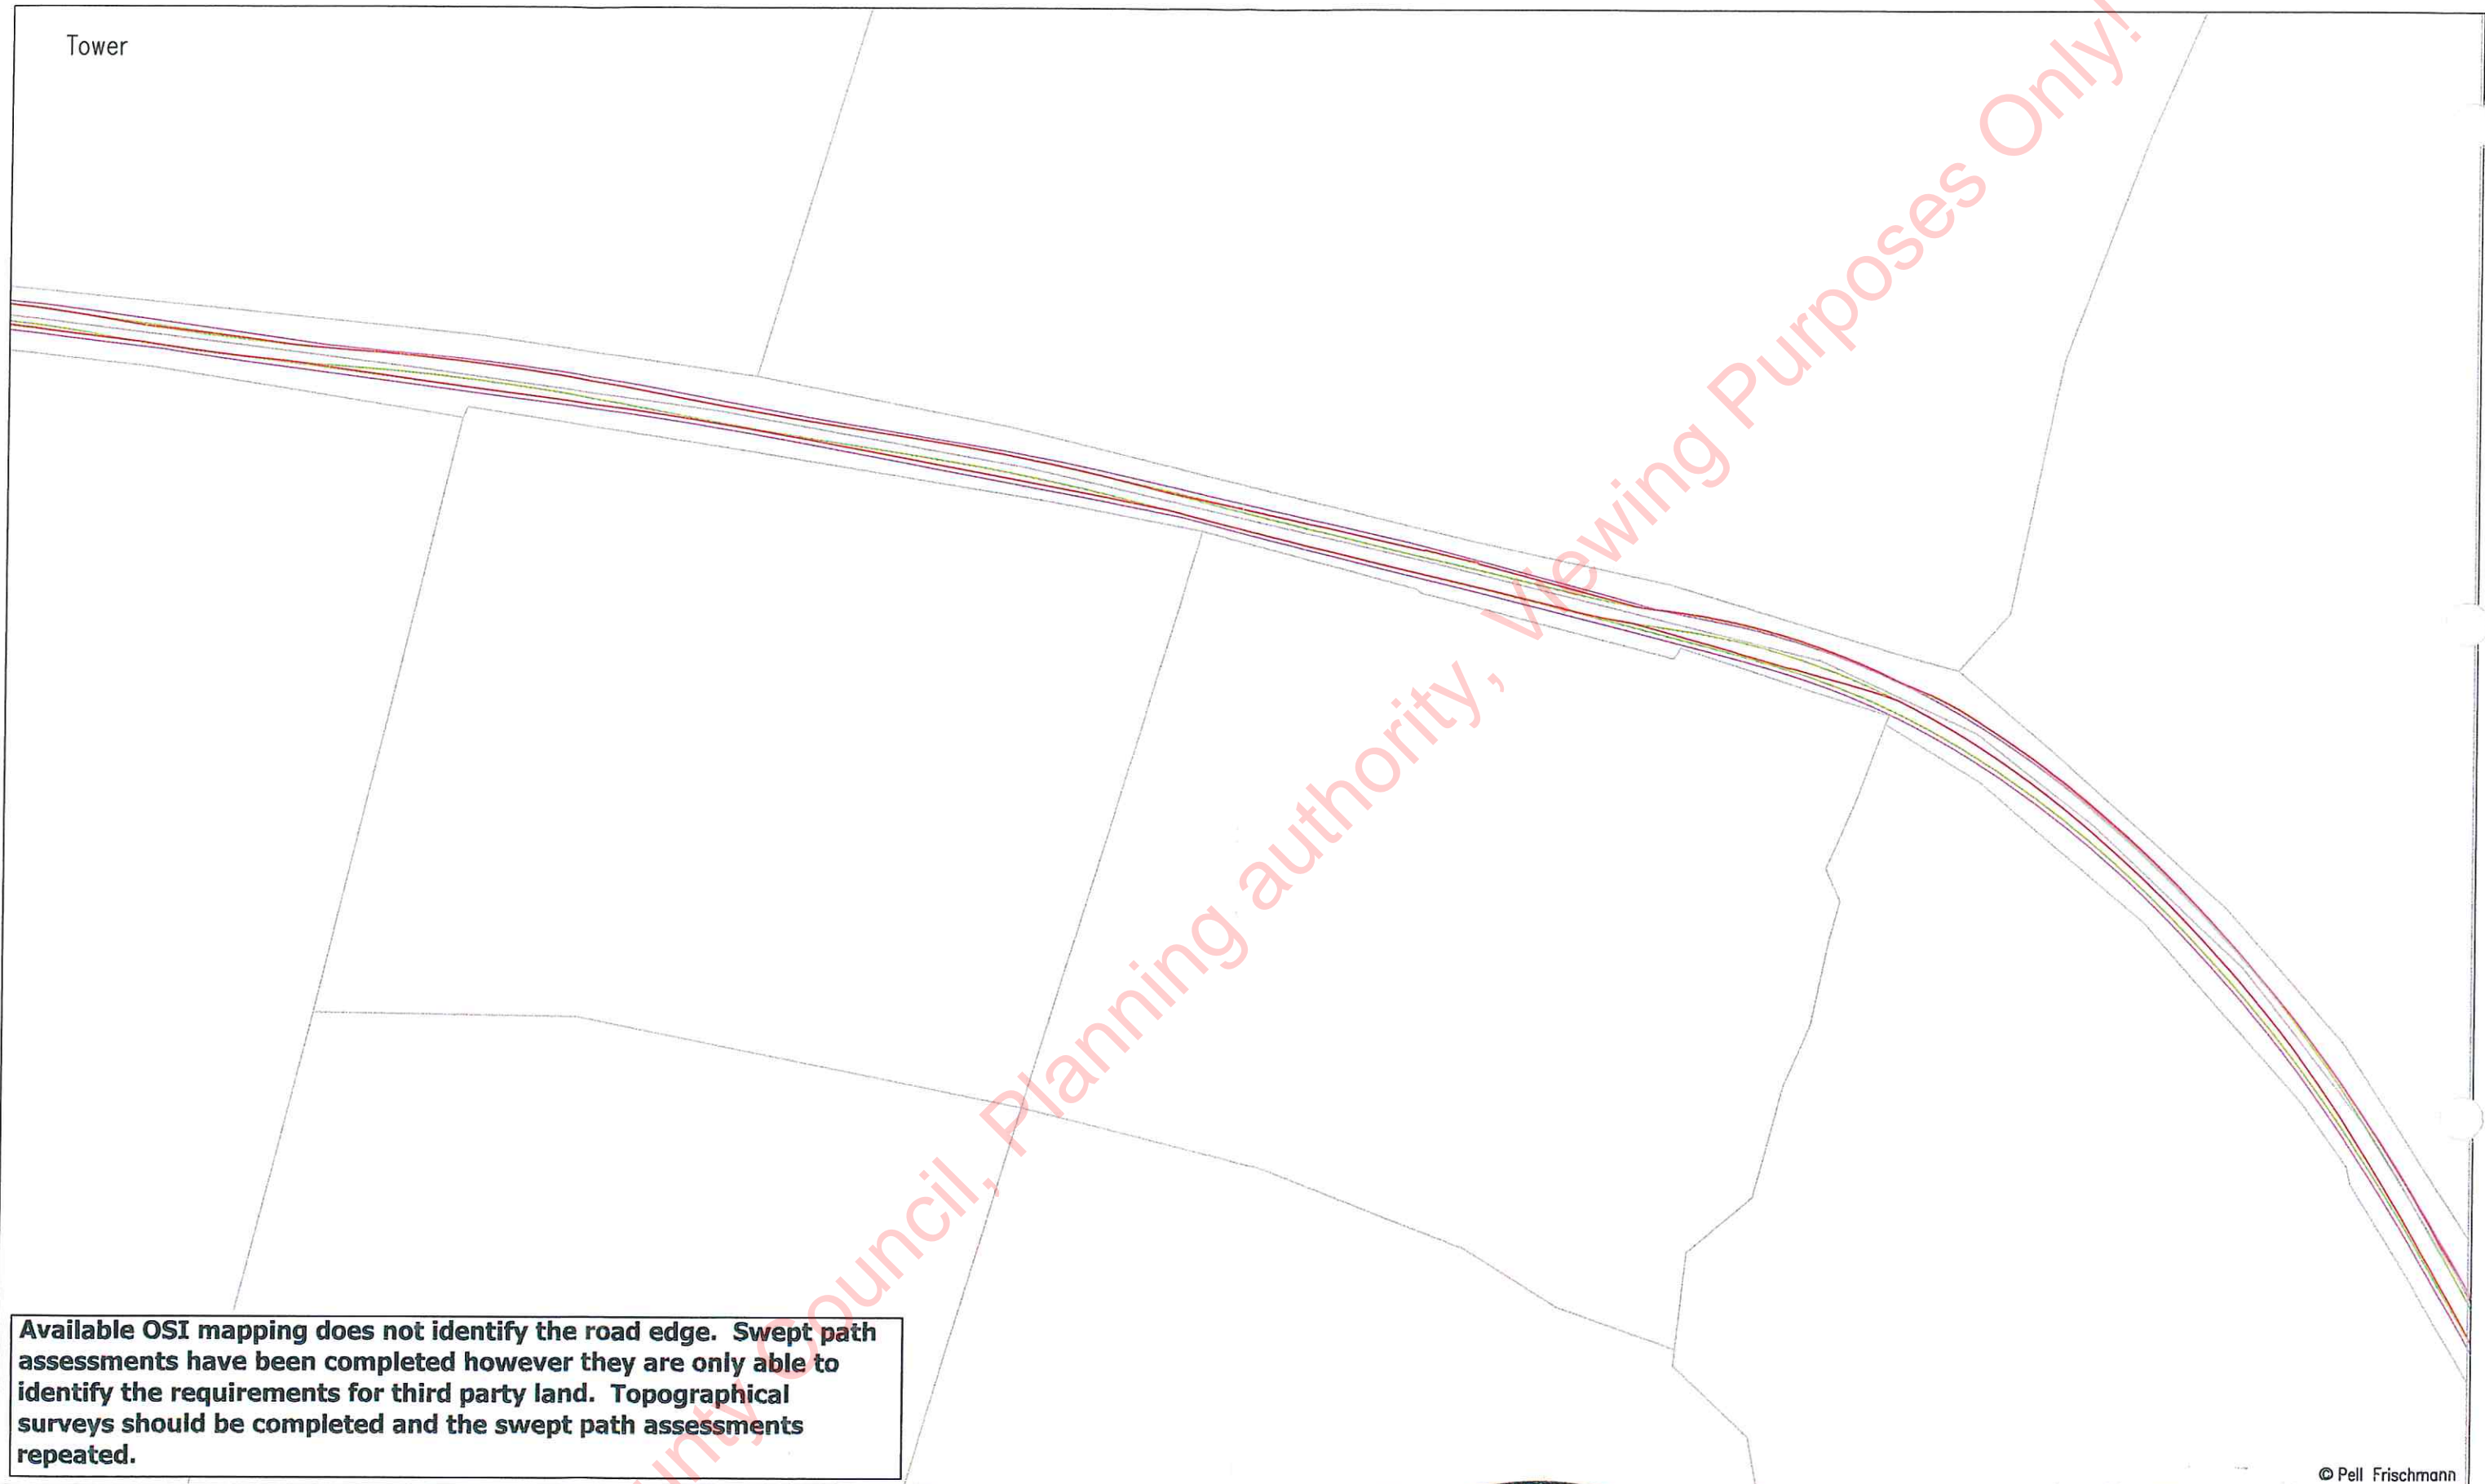 Tower
unty Council, Planning authority, Viewing Purposes Only!
Available OSI mapping does not identify the road edge. Swept path
assessments have been completed however they are only able to
identify the requirements for third party land. Topographical
surveys should be completed and the swept path assessments
repeated.
© Pell Frischmann